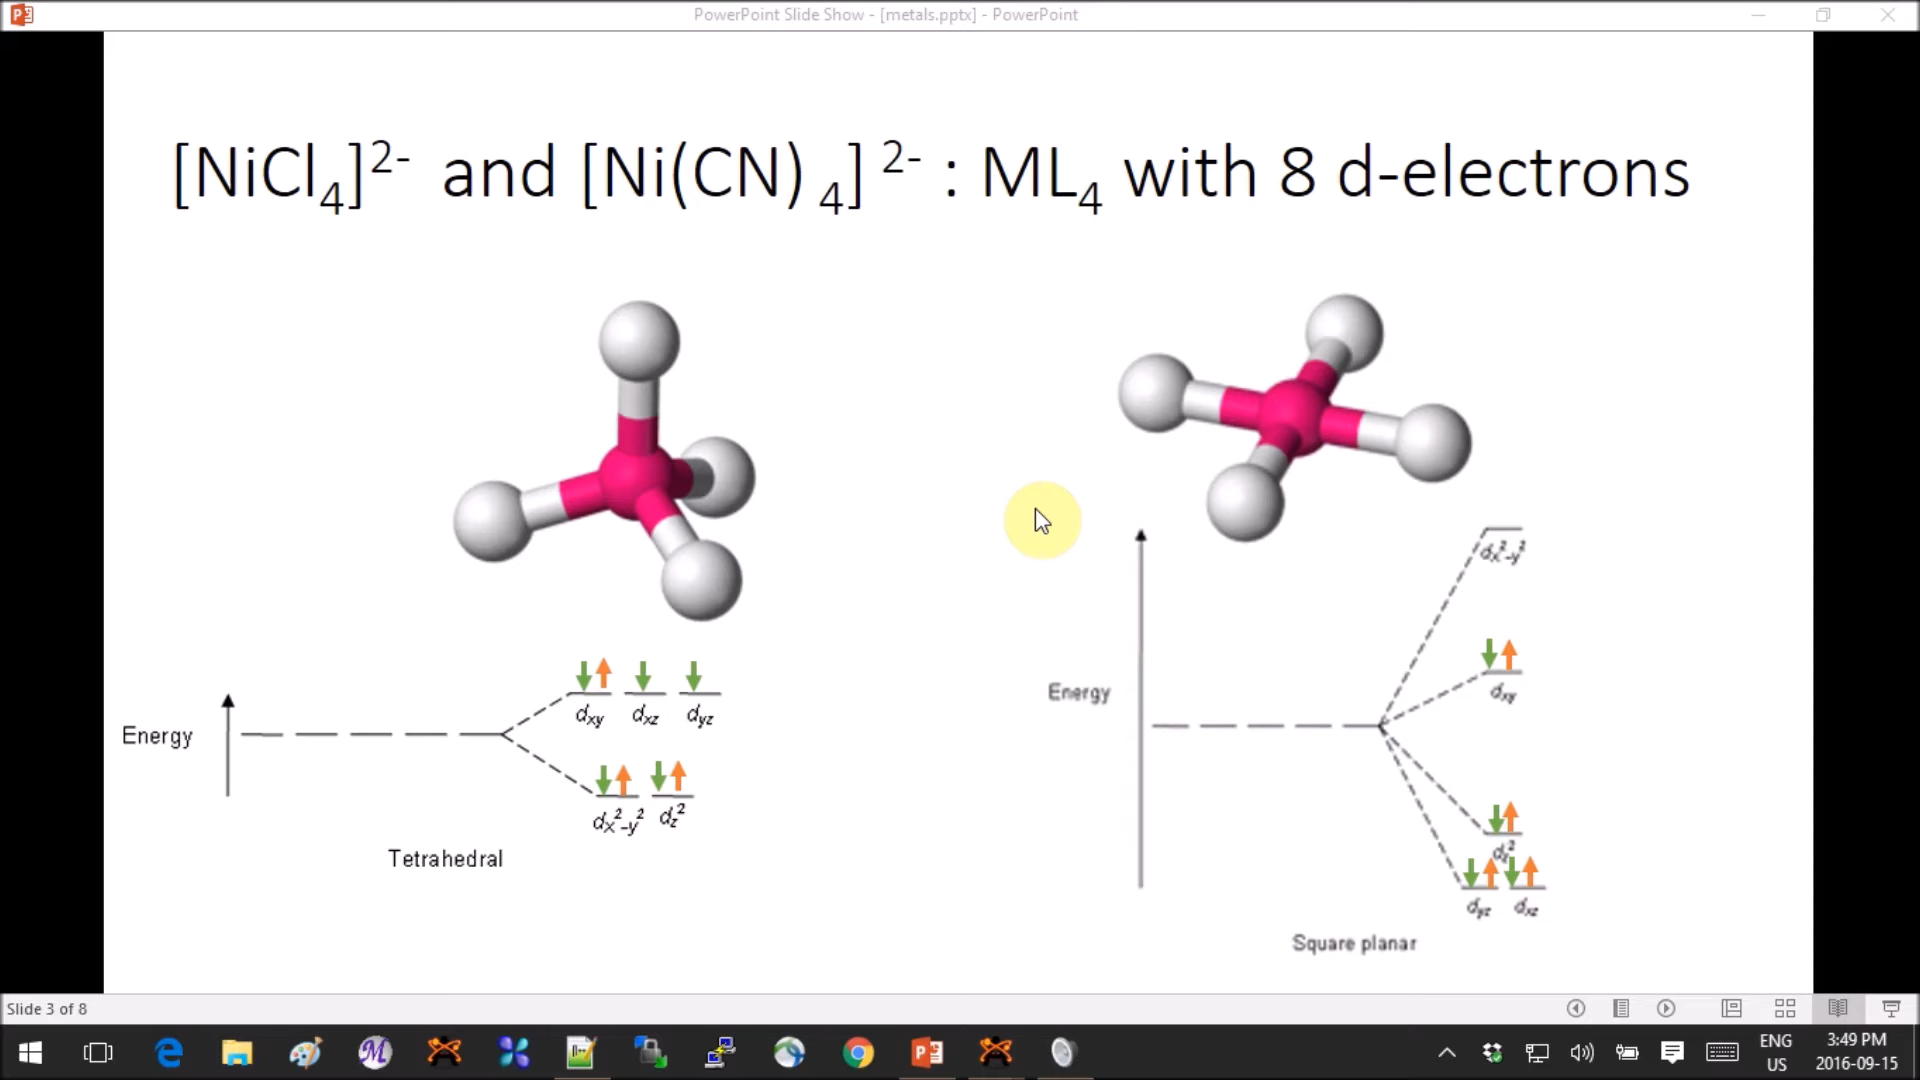 PowerPoint Slide Show - [metals.pptx] - PowerPoint
[NiCl4]2- and [Ni(CN) 4] 2- : ML4 with 8 d-electrons
dx2-y2
dxy
Energy
Energy
dxy dxz dyz
dx2-y2 dz2
Tetrahedral
dz2
dyz dxz
Square planar
Slide 3 of 8
ENG
US
3:49 PM
2016-09-15